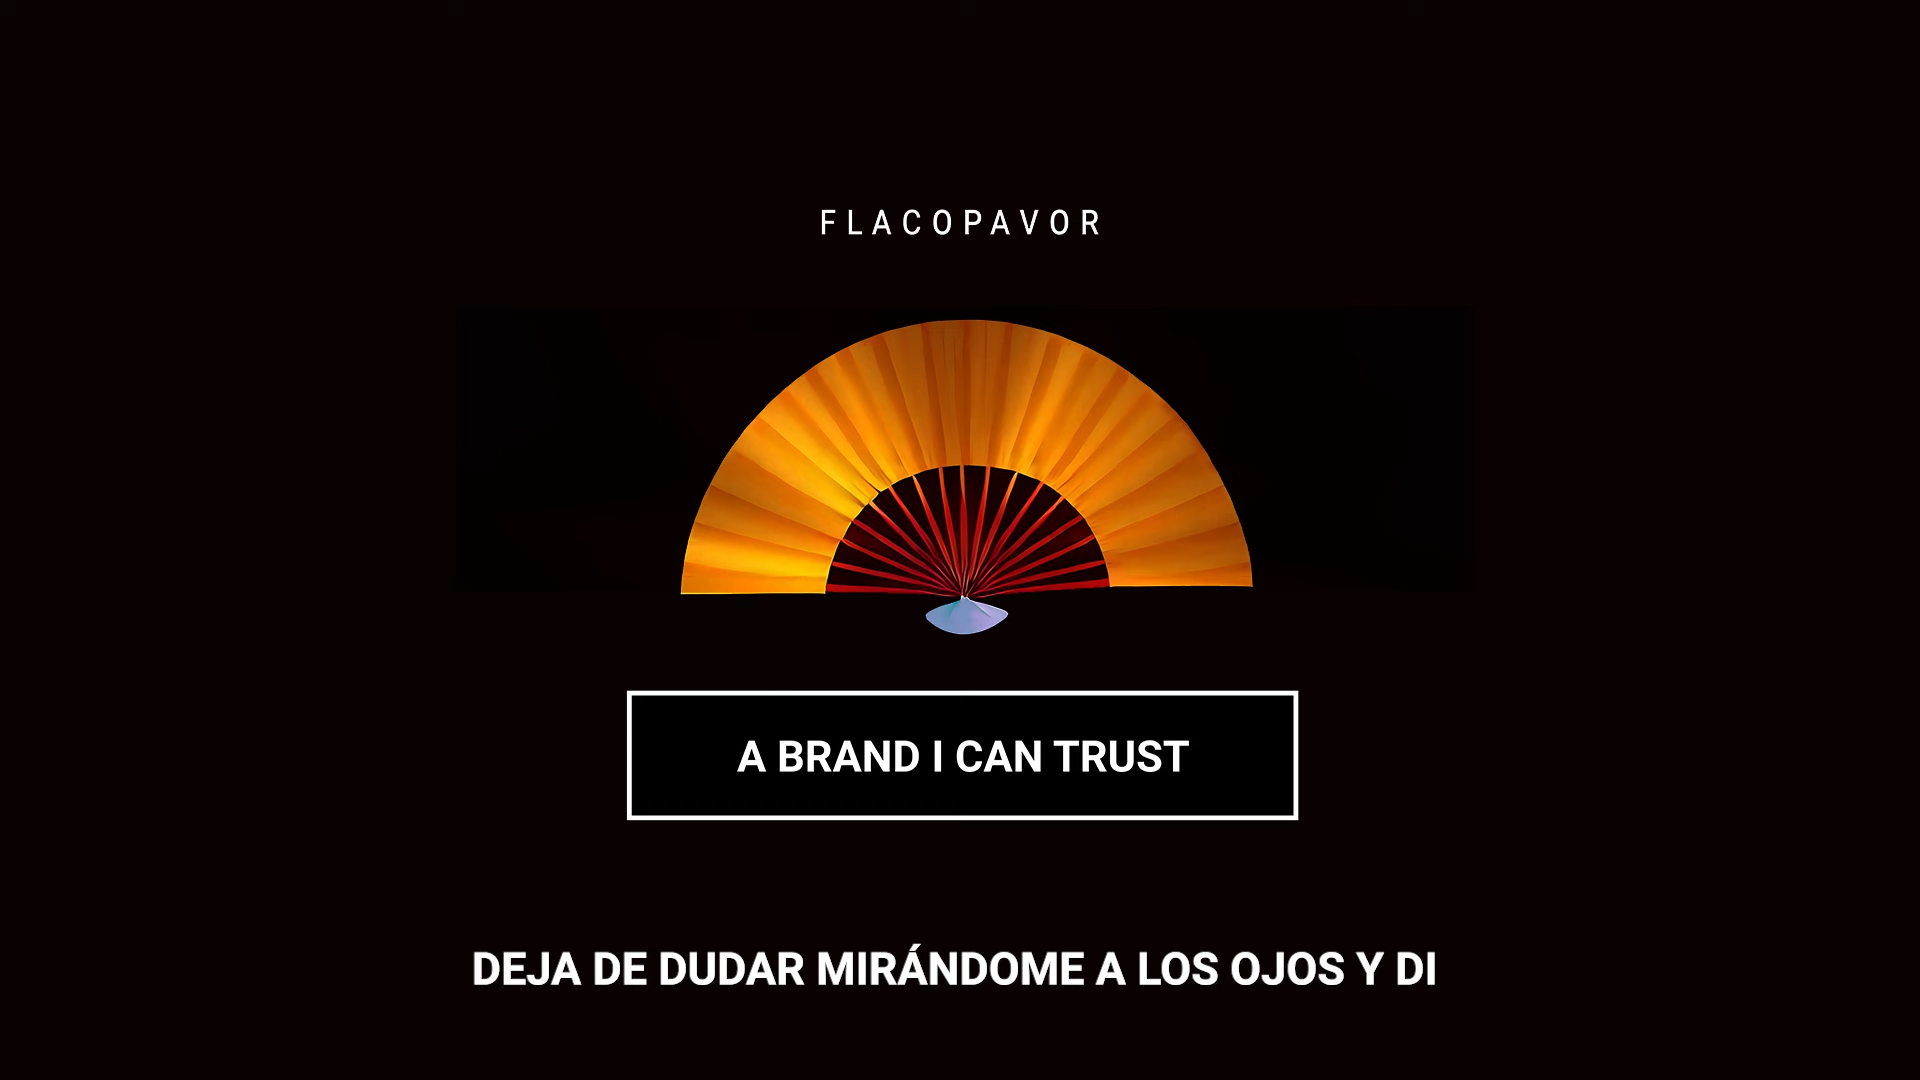 FLACOPAVOR
A BRAND I CAN TRUST
DEJA DE DUDAR MIRÁNDOME A LOS OJOS Y DI